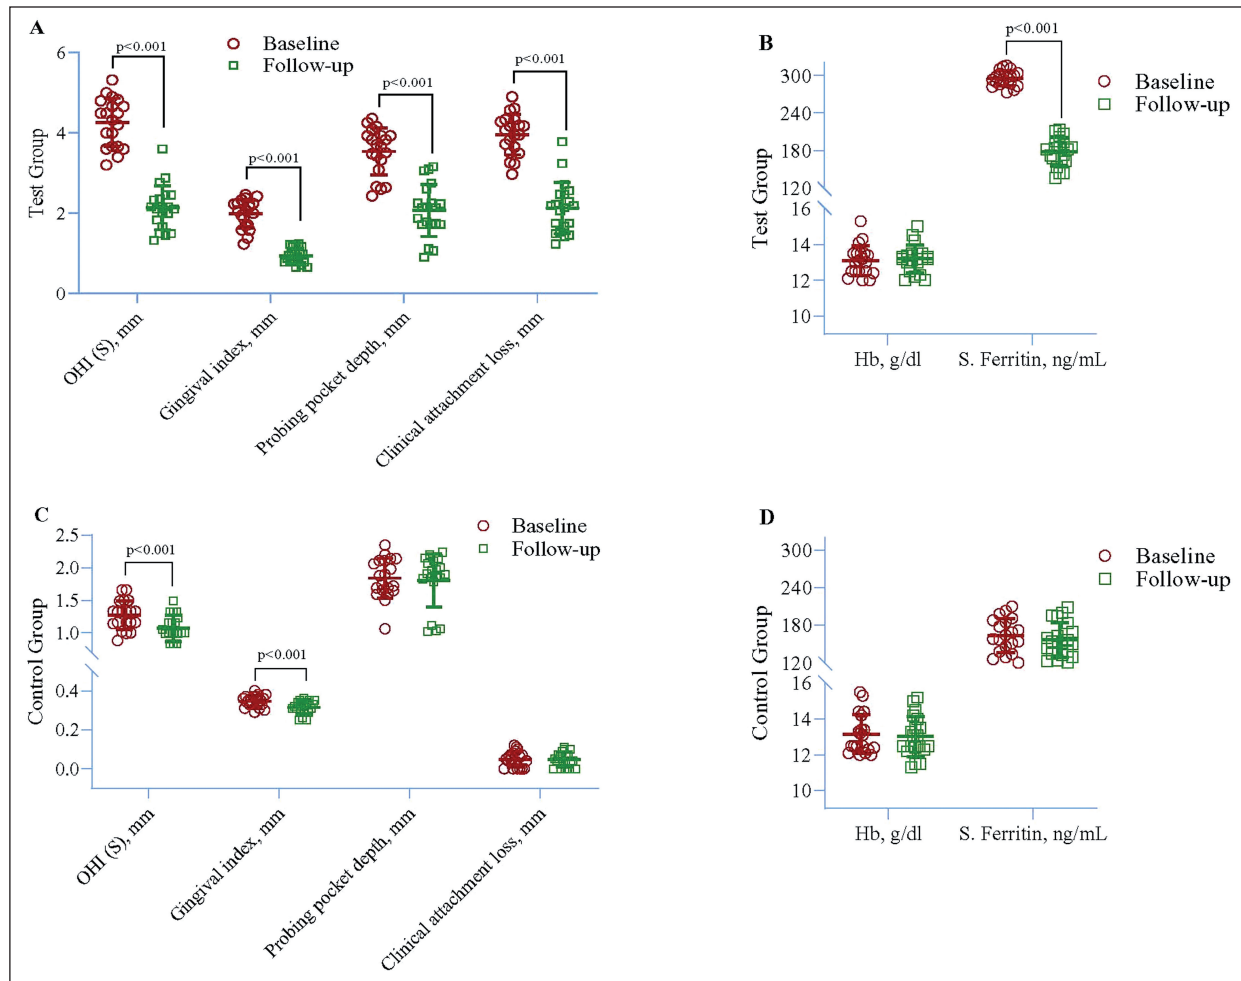 A
Baseline
Follow-up
Test Group
6
4
2
0
p<0.001
p<0.001
p<0.001
p<0.001
OHI (S), mm
Gingival index, mm
Probing pocket depth, mm
Clinical attachment loss, mm
B
Baseline
Follow-up
Test Group
300
240
180
120
16
14
12
10
p<0.001
Hb, g/dl
S. Ferritin, ng/mL
C
Baseline
Follow-up
Control Group
2.5
2.0
1.5
1.0
0.4
0.2
0.0
p<0.001
p<0.001
OHI (S), mm
Gingival index, mm
Probing pocket depth, mm
Clinical attachment loss, mm
D
Baseline
Follow-up
Control Group
300
240
180
120
16
14
12
10
Hb, g/dl
S. Ferritin, ng/mL